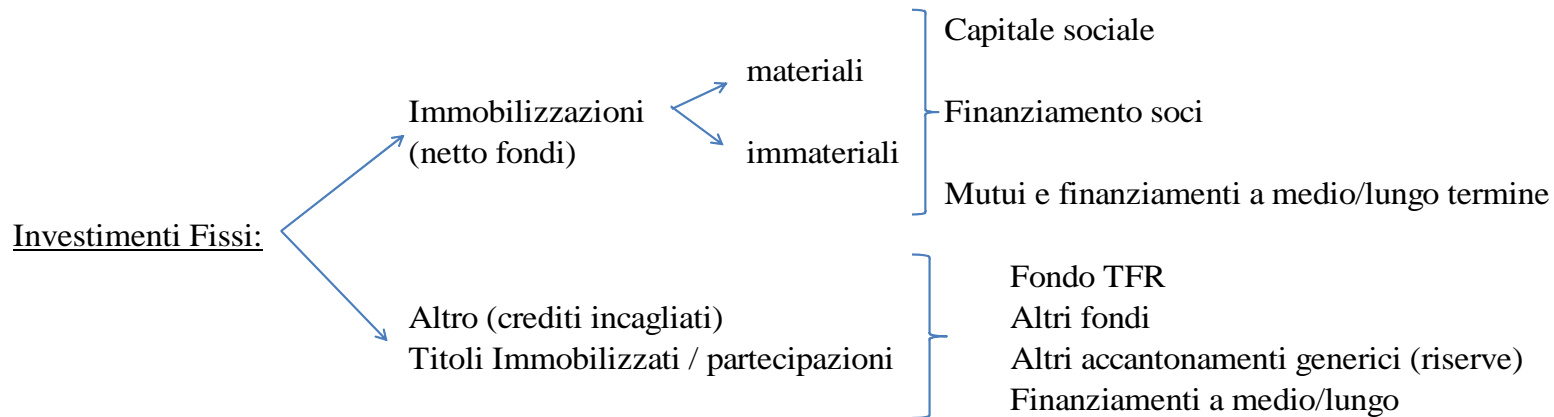 Investimenti Fissi:
Immobilizzazioni
(netto fondi)
materiali
immateriali
Capitale sociale
Finanziamento soci
Mutui e finanziamenti a medio/lungo termine
Altro (crediti incagliati)
Titoli Immobilizzati / partecipazioni
Fondo TFR
Altri fondi
Altri accantonamenti generici (riserve)
Finanziamenti a medio/lungo